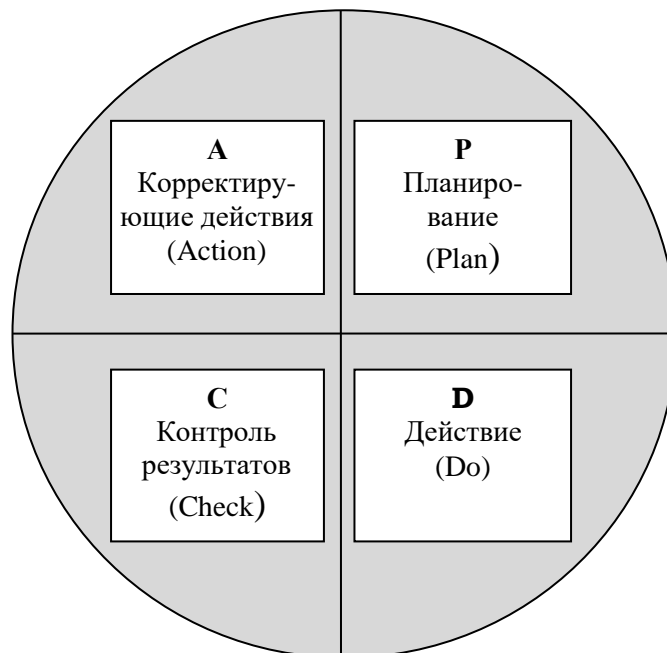 A
Корректиру-
ющие действия
(Action)
P
Планиро-
вание
(Plan)
C
Контроль
результатов
(Check)
D
Действие
(Do)